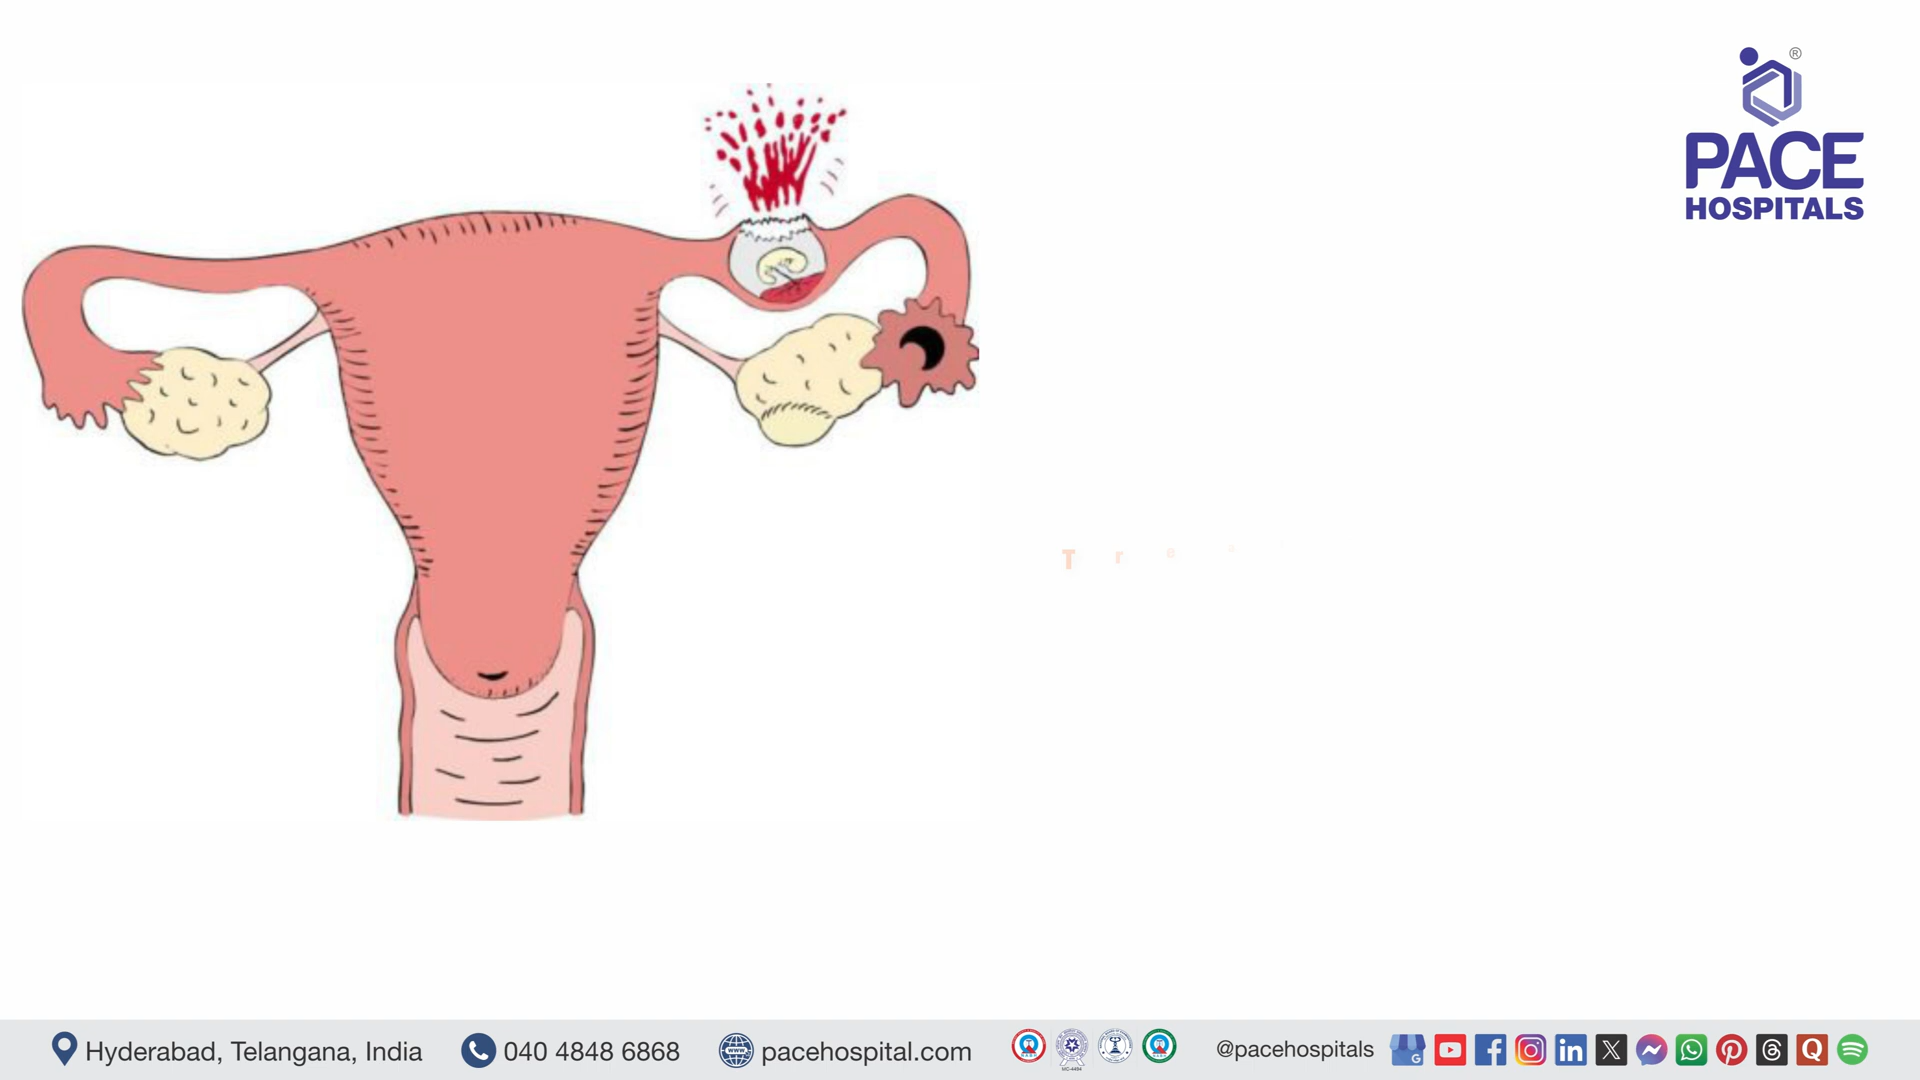 ®
PACE
HOSPITALS
T r e
Hyderabad, Telangana, India
040 4848 6868
pacehospital.com
@pacehospitals